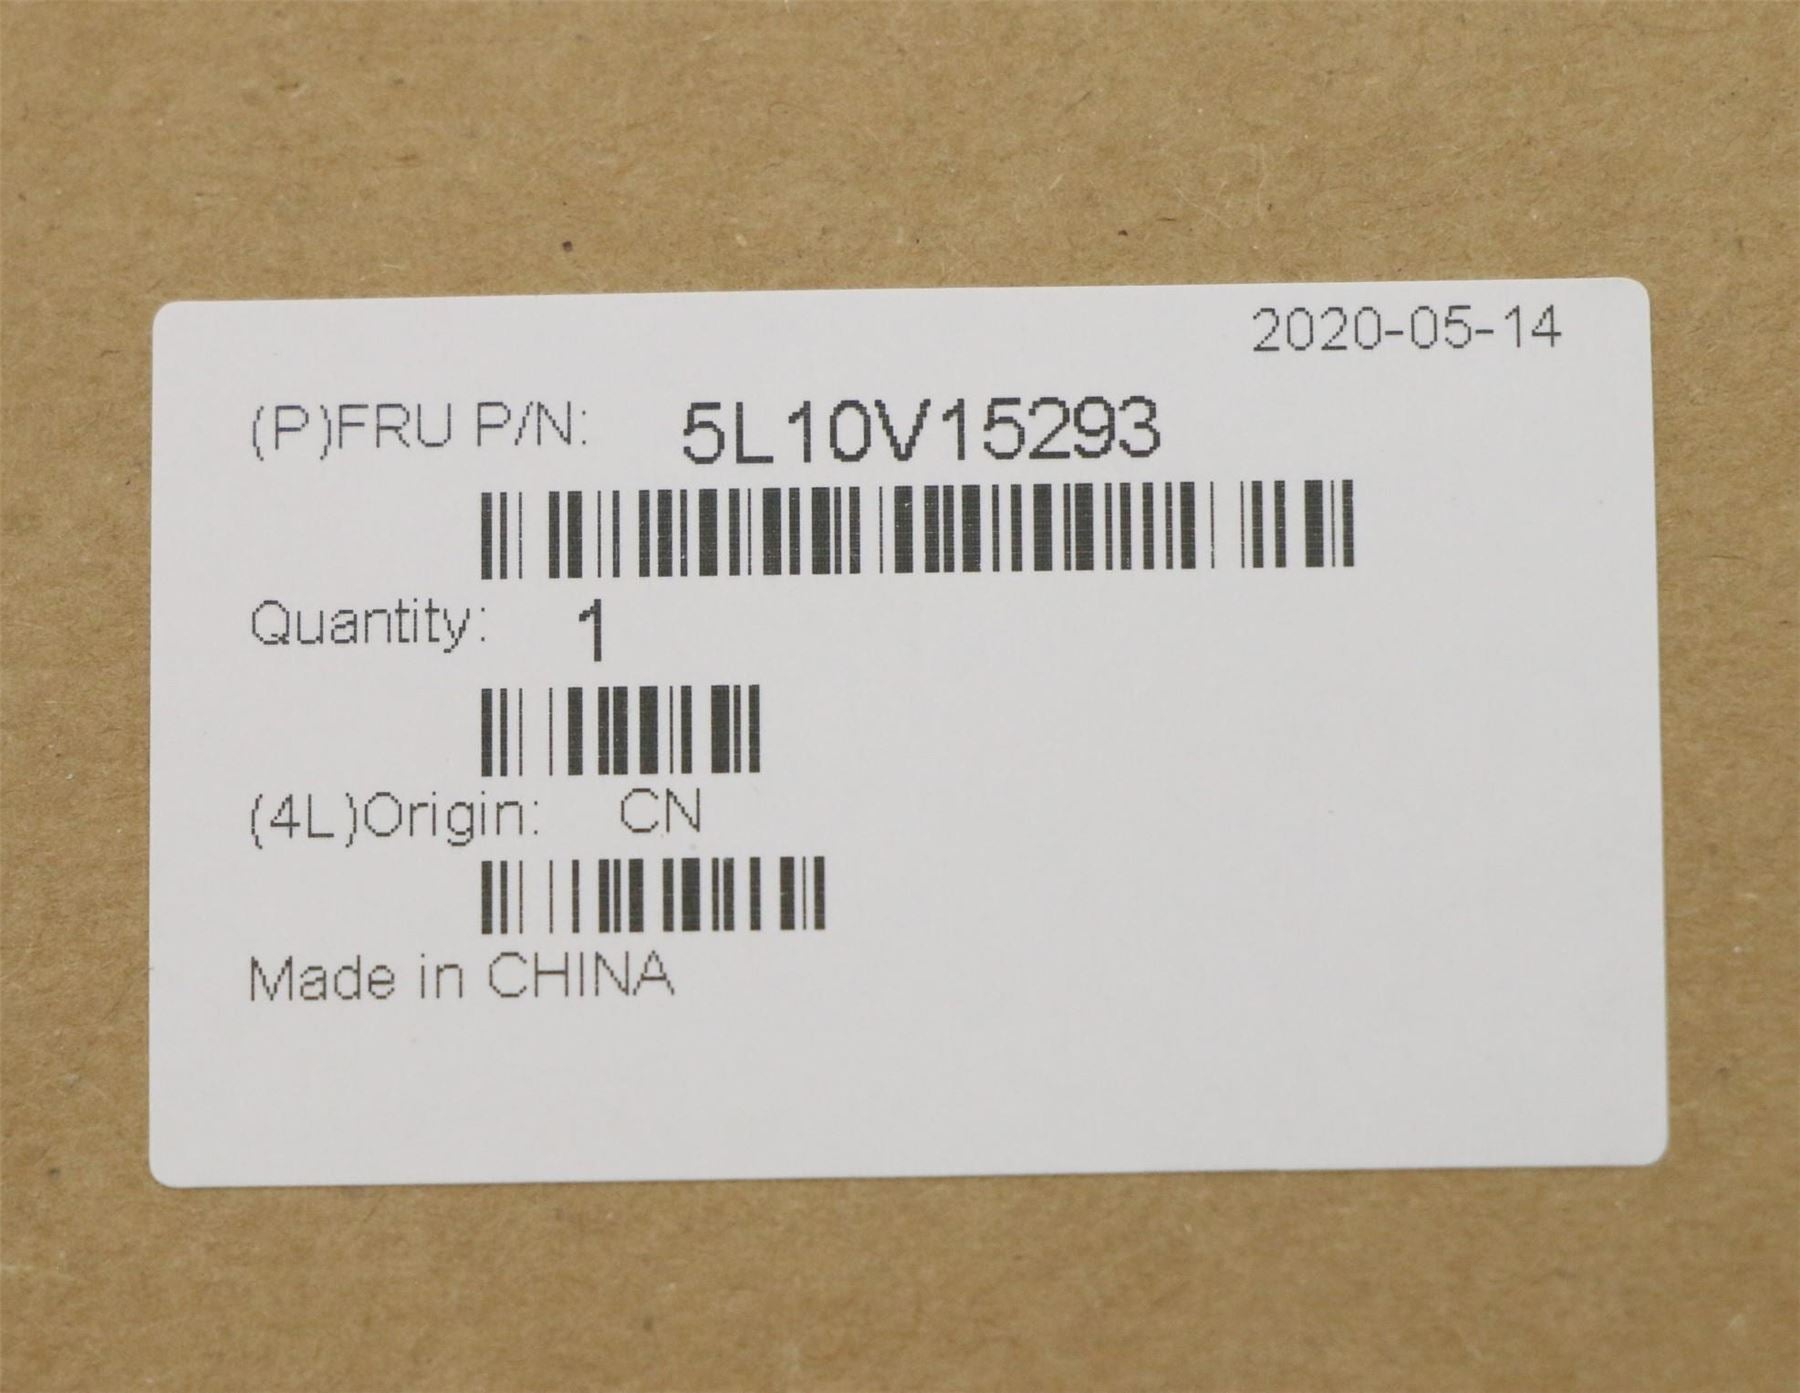 2020-05-14
(P)FRU P/N: 5L10V15293
Quantity: 1
(4L)Origin: CN
Made in CHINA